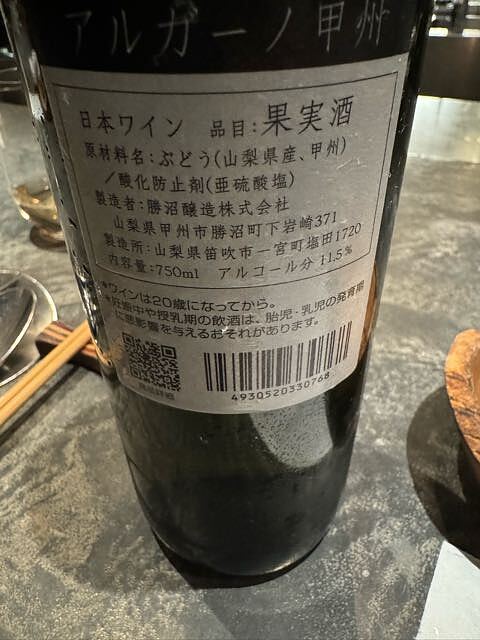 アルガーノ甲州
日本ワイン 品目:果実酒
原材料名:ぶどう(山梨県産、甲州)
/酸化防止剤(亜硫酸塩)
製造者:勝沼醸造株式会社
山梨県甲州市勝沼町下岩崎371
製造所:山梨県笛吹市一宮町塩田1720
内容量:750ml アルコール分 11.5%
*ワインは20歳になってから。
*妊娠中や授乳期の飲酒は、胎児・乳児の発育期
に悪影響を与えるおそれがあります。
商品詳細
4930520330768